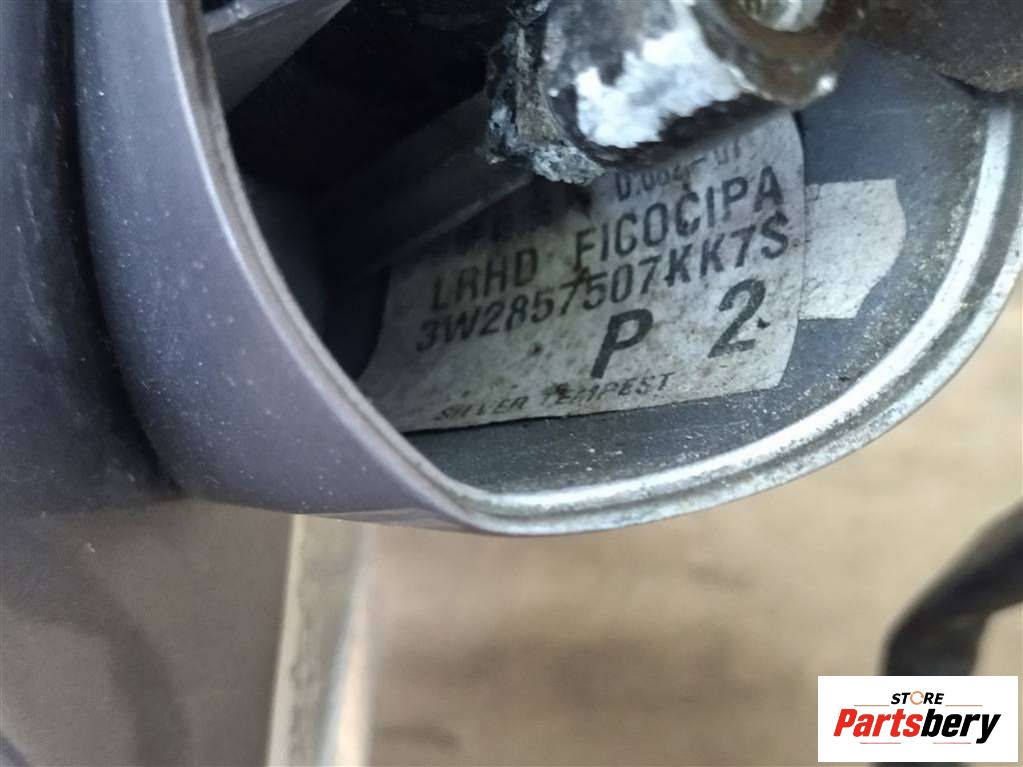 LRHD FICOCIPA
3W2857507KK7S
P 2
SILVER TEMPEST
STORE
Partsbery